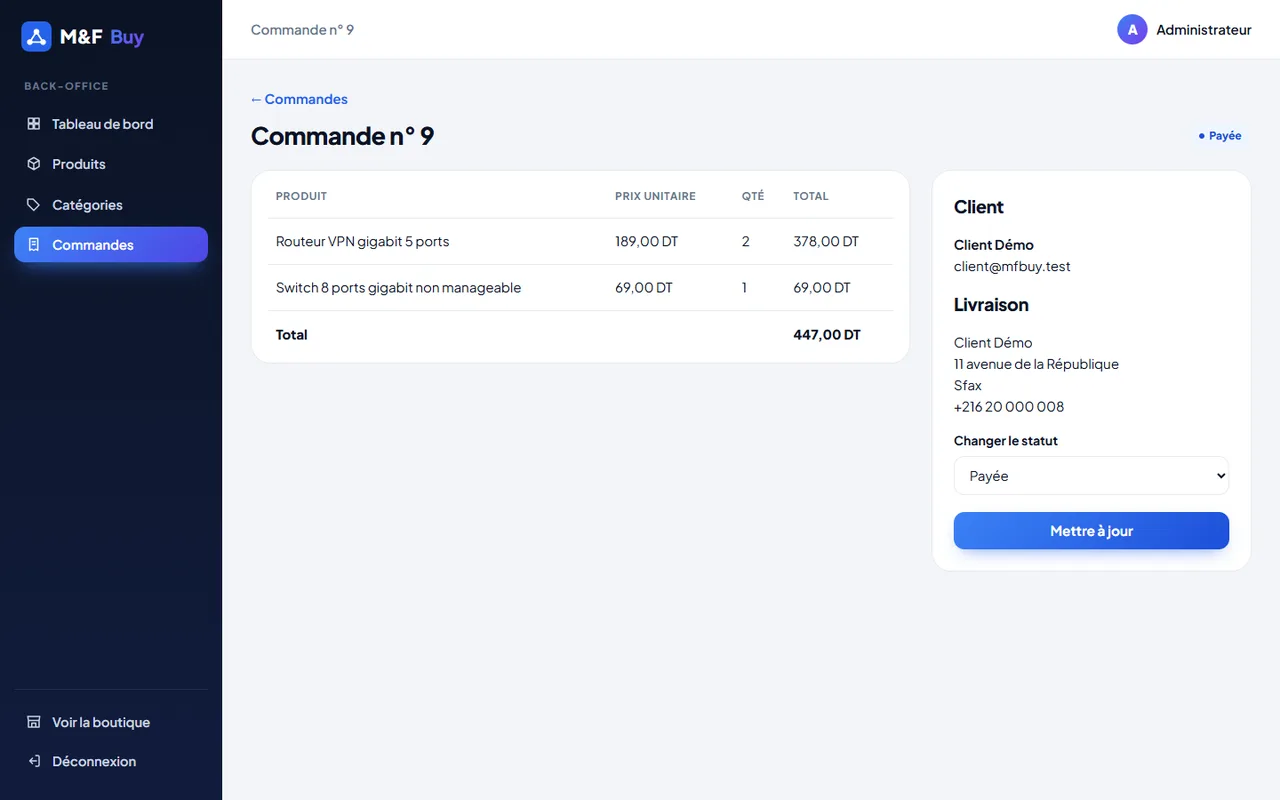 M&F Buy
BACK-OFFICE
Tableau de bord
Produits
Catégories
Commandes
Voir la boutique
Déconnexion
Commande n° 9
A Administrateur
← Commandes
Commande n° 9
Payée
PRODUIT PRIX UNITAIRE QTÉ TOTAL
Routeur VPN gigabit 5 ports 189,00 DT 2 378,00 DT
Switch 8 ports gigabit non manageable 69,00 DT 1 69,00 DT
Total 447,00 DT
Client
Client Démo
client@mfbuy.test
Livraison
Client Démo
11 avenue de la République
Sfax
+216 20 000 008
Changer le statut
Payée
Mettre à jour